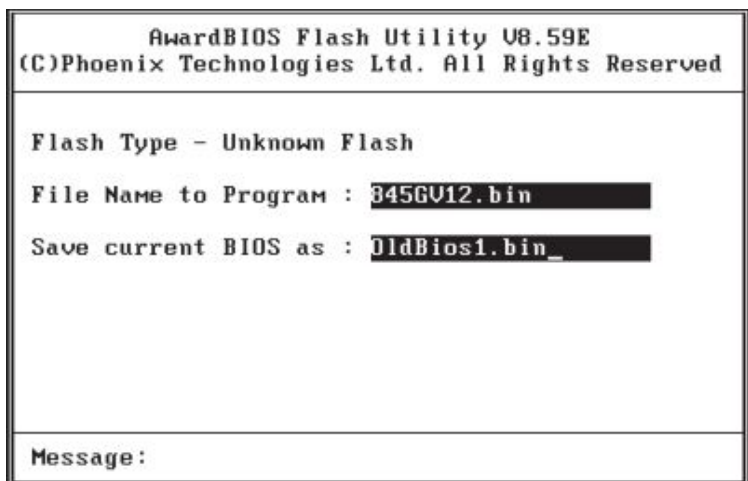 AwardBIOS Flash Utility V8.59E
(C)Phoenix Technologies Ltd. All Rights Reserved
Flash Type - Unknown Flash
File Name to Program : 845GV12.bin
Save current BIOS as : OldBios1.bin_
Message: